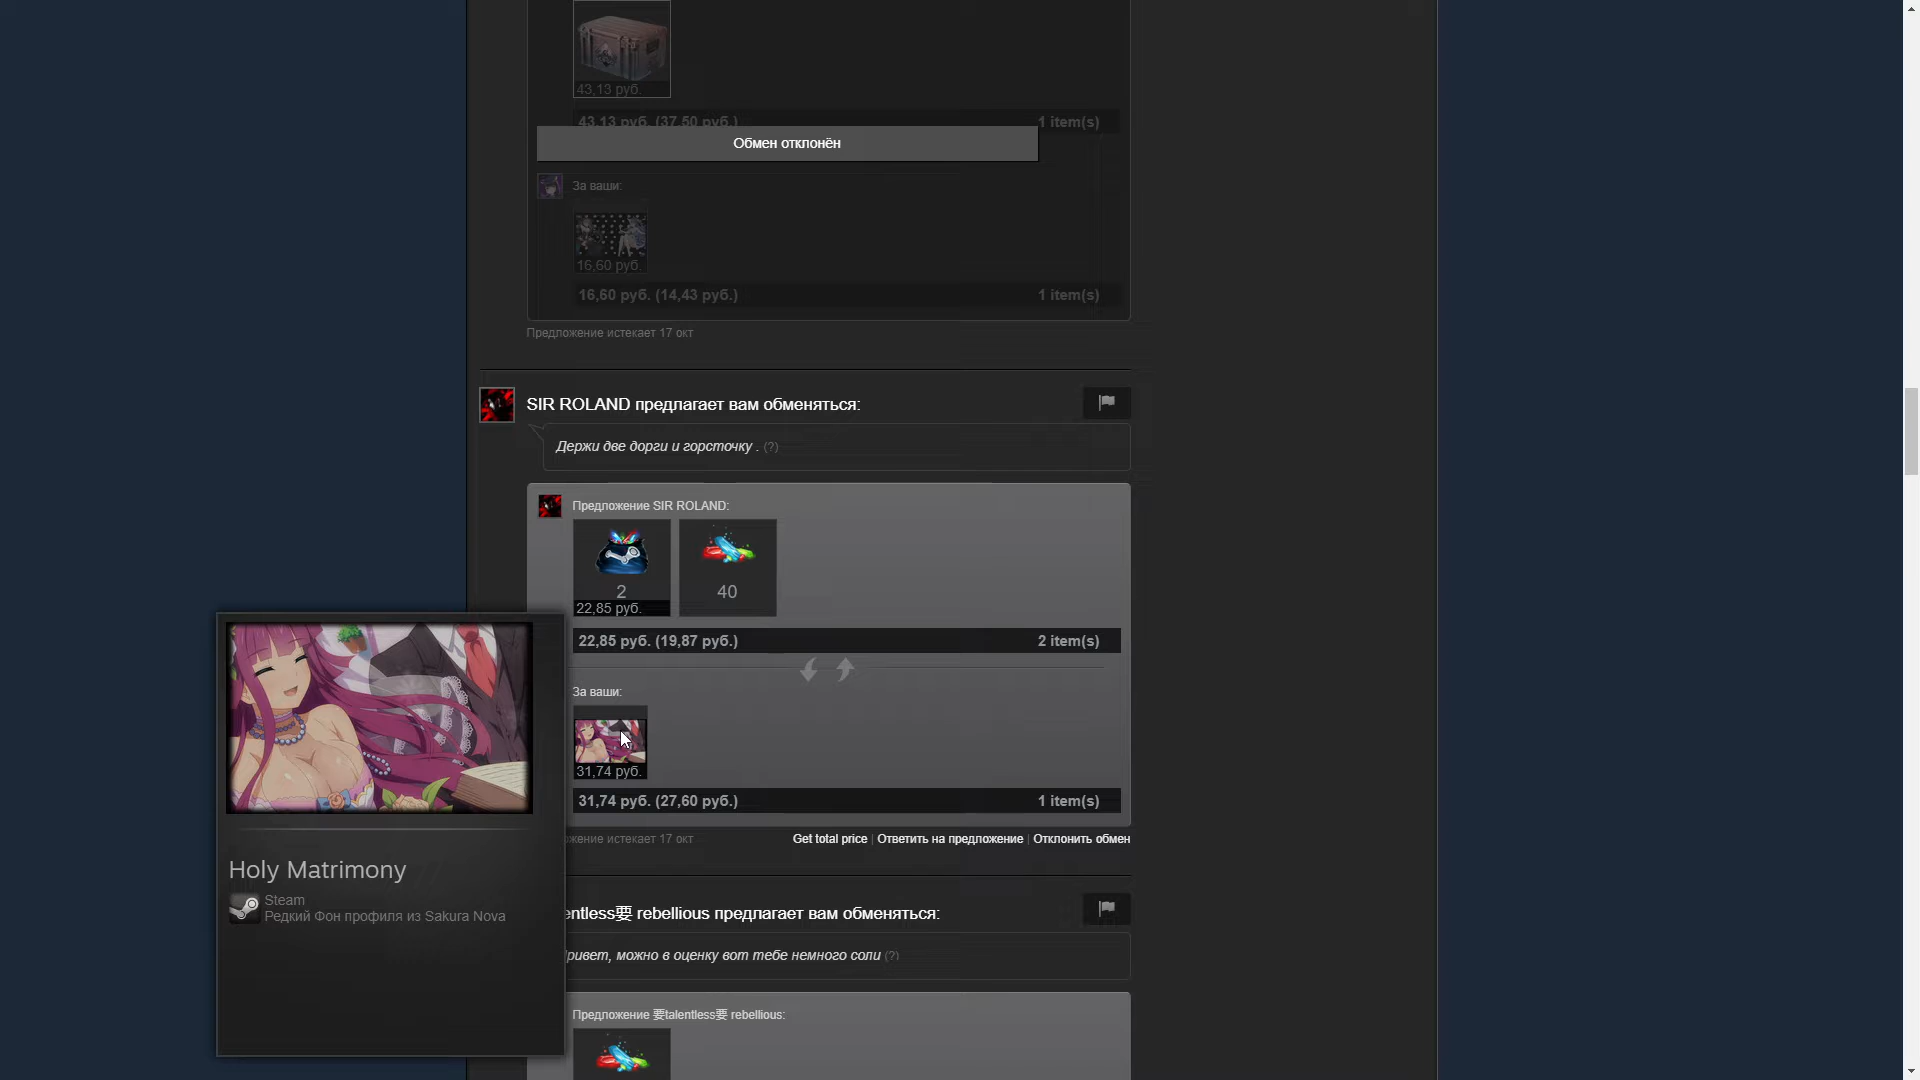 43,13 руб.
43,13 руб. (37,50 руб.)
1 item(s)
Обмен отклонён
За ваши:
16,60 руб.
16,60 руб. (14,43 руб.)
1 item(s)
Предложение истекает 17 окт
SIR ROLAND предлагает вам обменяться:
Держи две дорги и горсточку . (?)
Предложение SIR ROLAND:
2
22,85 руб.
40
22,85 руб. (19,87 руб.)
2 item(s)
За ваши:
31,74 руб.
31,74 руб. (27,60 руб.)
1 item(s)
жение истекает 17 окт
Get total price | Ответить на предложение | Отклонить обмен
Holy Matrimony
Steam
Редкий Фон профиля из Sakura Nova
entless要 rebellious предлагает вам обменяться:
ривет, можно в оценку вот тебе немного соли (?)
Предложение 要talentless要 rebellious: